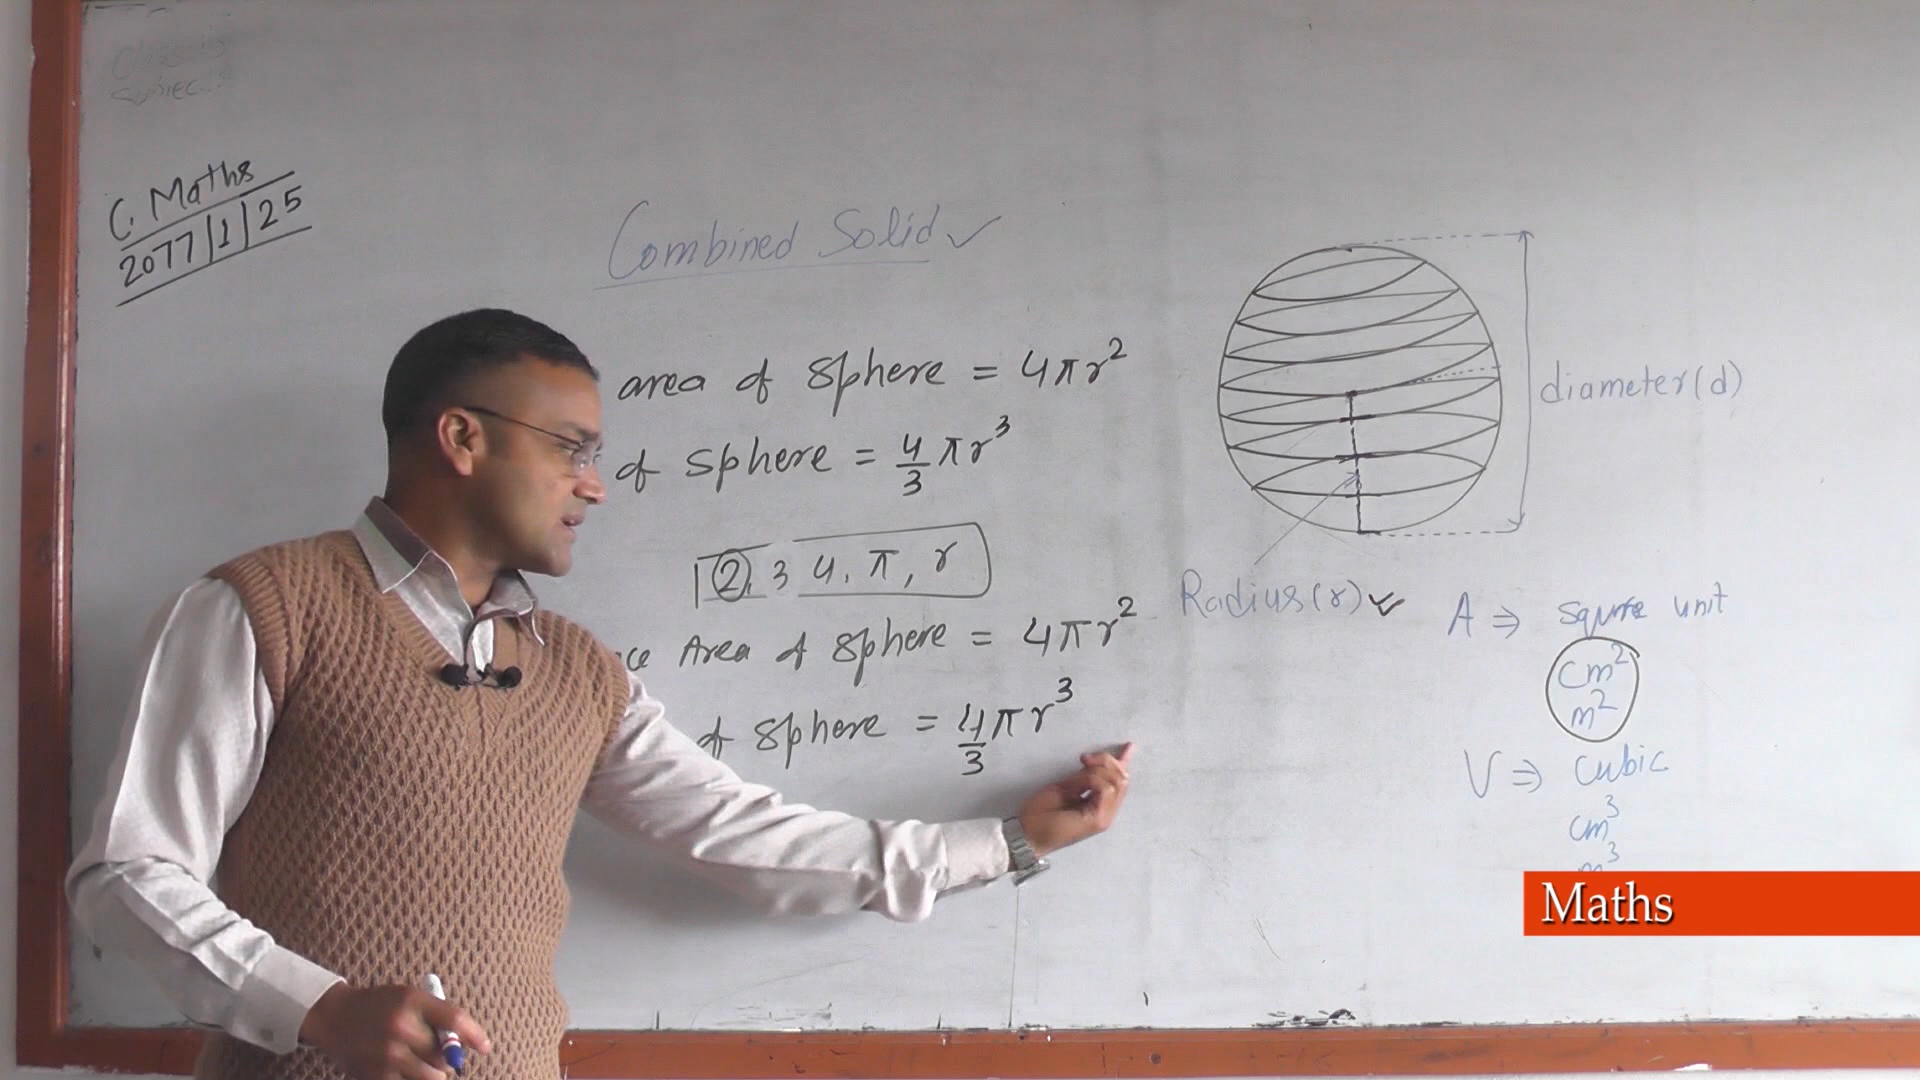 C. Maths
2077/1/25
Combined Solid ✓
area of sphere = 4πr²
of sphere = 4/3 πr³
2, 3 4, π, r
Area of sphere = 4πr²
of sphere = 4/3 πr³
diameter(d)
Radius(r) ✓
A ⇒ square unit
cm²
m²
V ⇒ cubic
cm³
m³
Maths